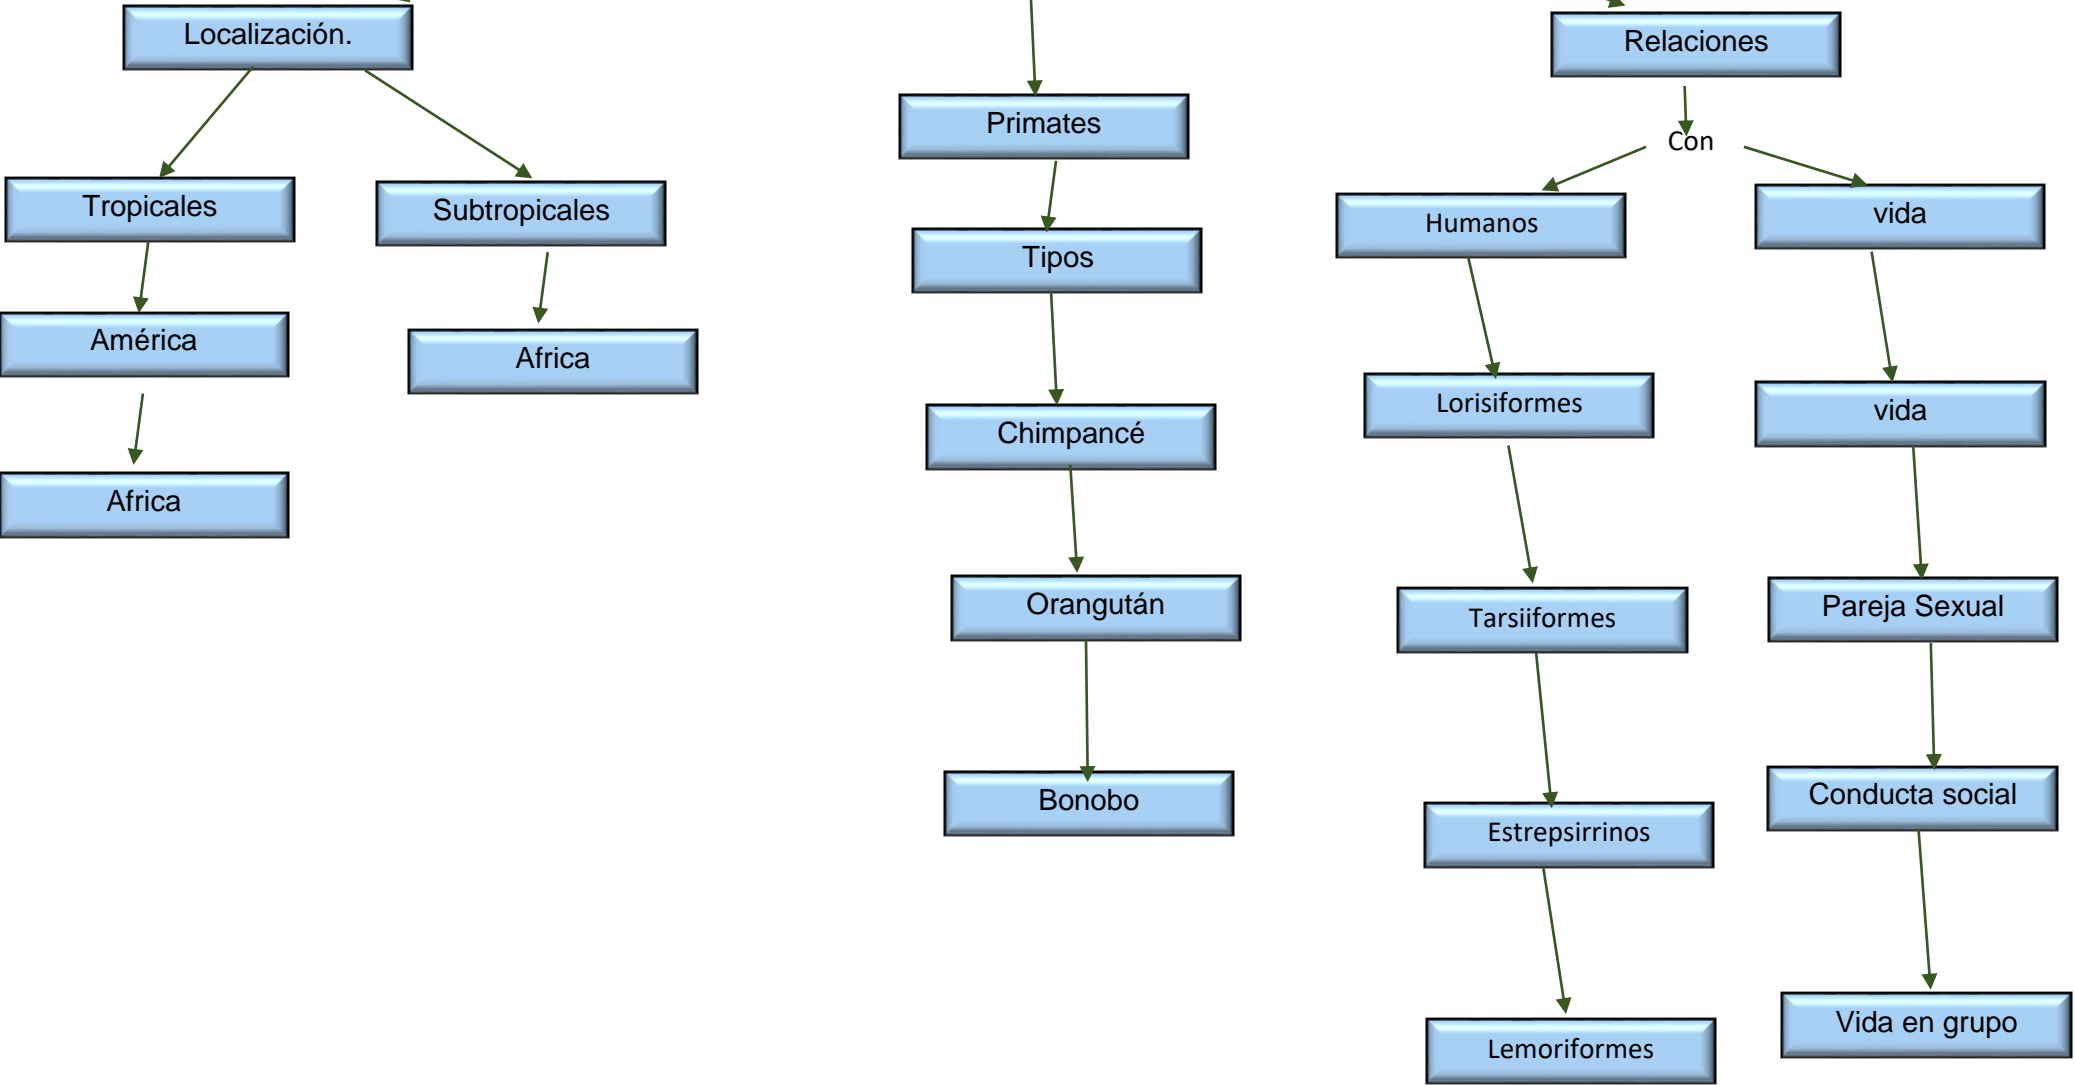 Localización.
Tropicales
Subtropicales
América
Africa
Africa
Primates
Tipos
Chimpancé
Orangután
Bonobo
Relaciones
Con
Humanos
vida
Lorisiformes
vida
Tarsiiformes
Pareja Sexual
Estrepsirrinos
Conducta social
Lemoriformes
Vida en grupo